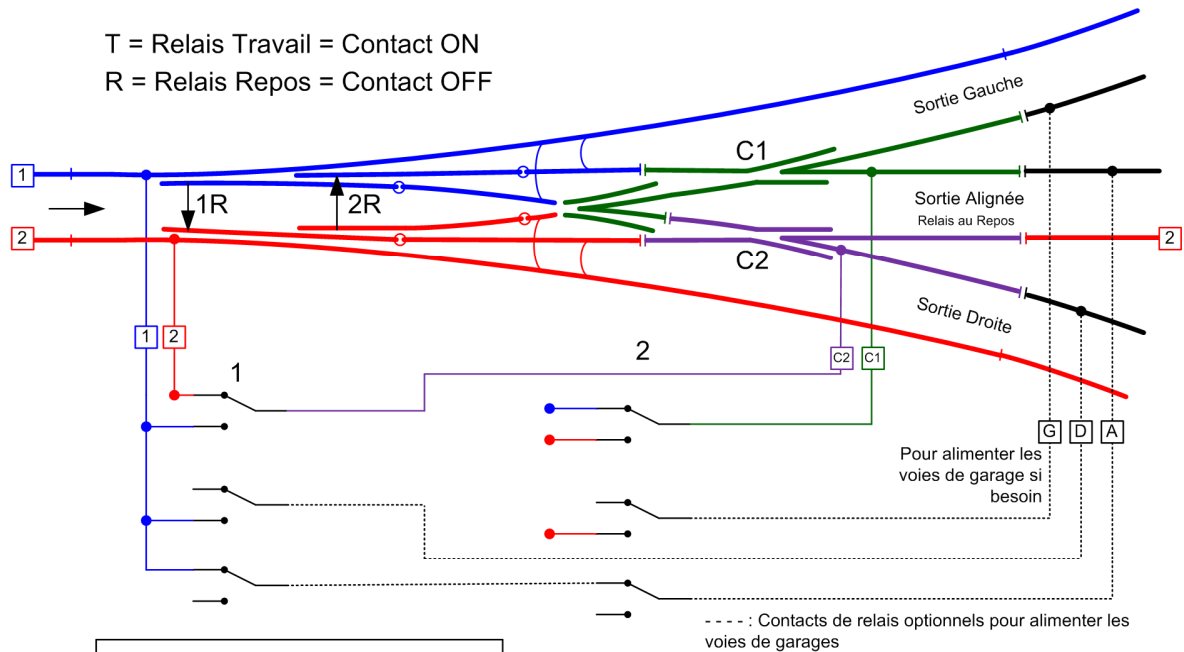 T = Relais Travail = Contact ON
R = Relais Repos = Contact OFF
Sortie Gauche
C1
1
1R
2R
Sortie Alignée
Relais au Repos
2
2
C2
Sortie Droite
1
2
2
C2
C1
1
G
D
A
Pour alimenter les
voies de garage si
besoin
- - - - : Contacts de relais optionnels pour alimenter les
voies de garages